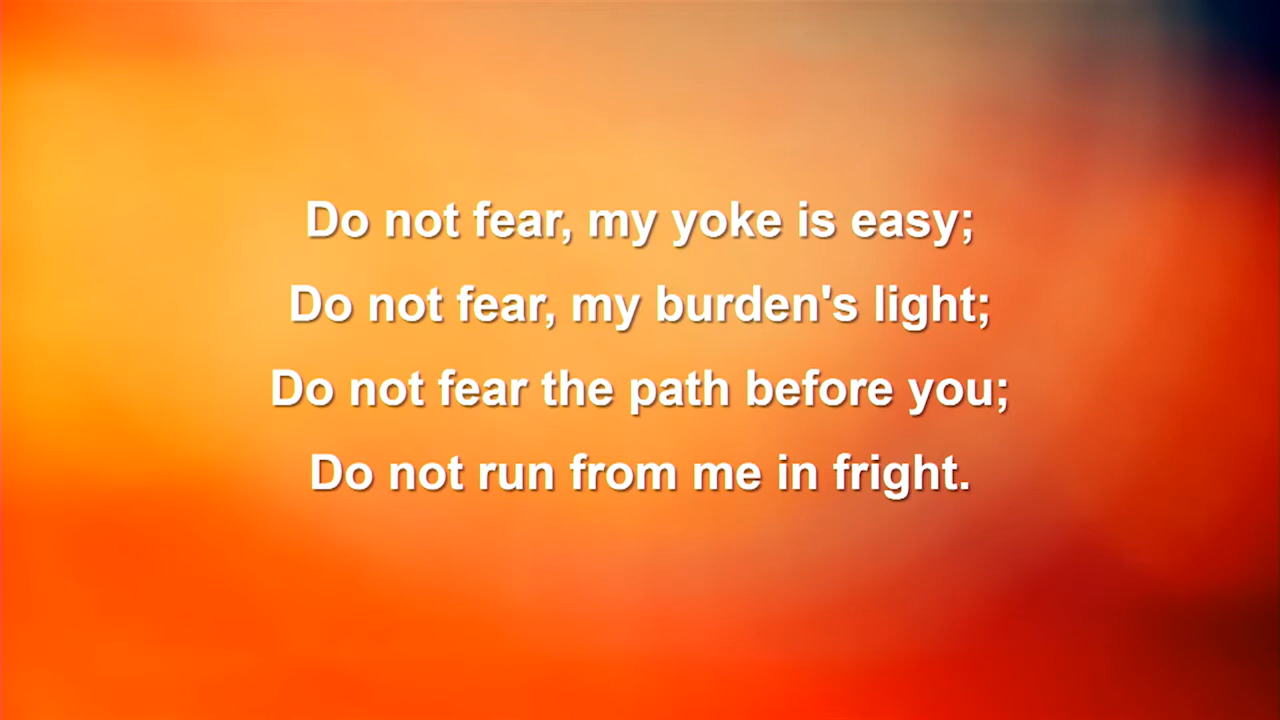 Do not fear, my yoke is easy;
Do not fear, my burden's light;
Do not fear the path before you;
Do not run from me in fright.